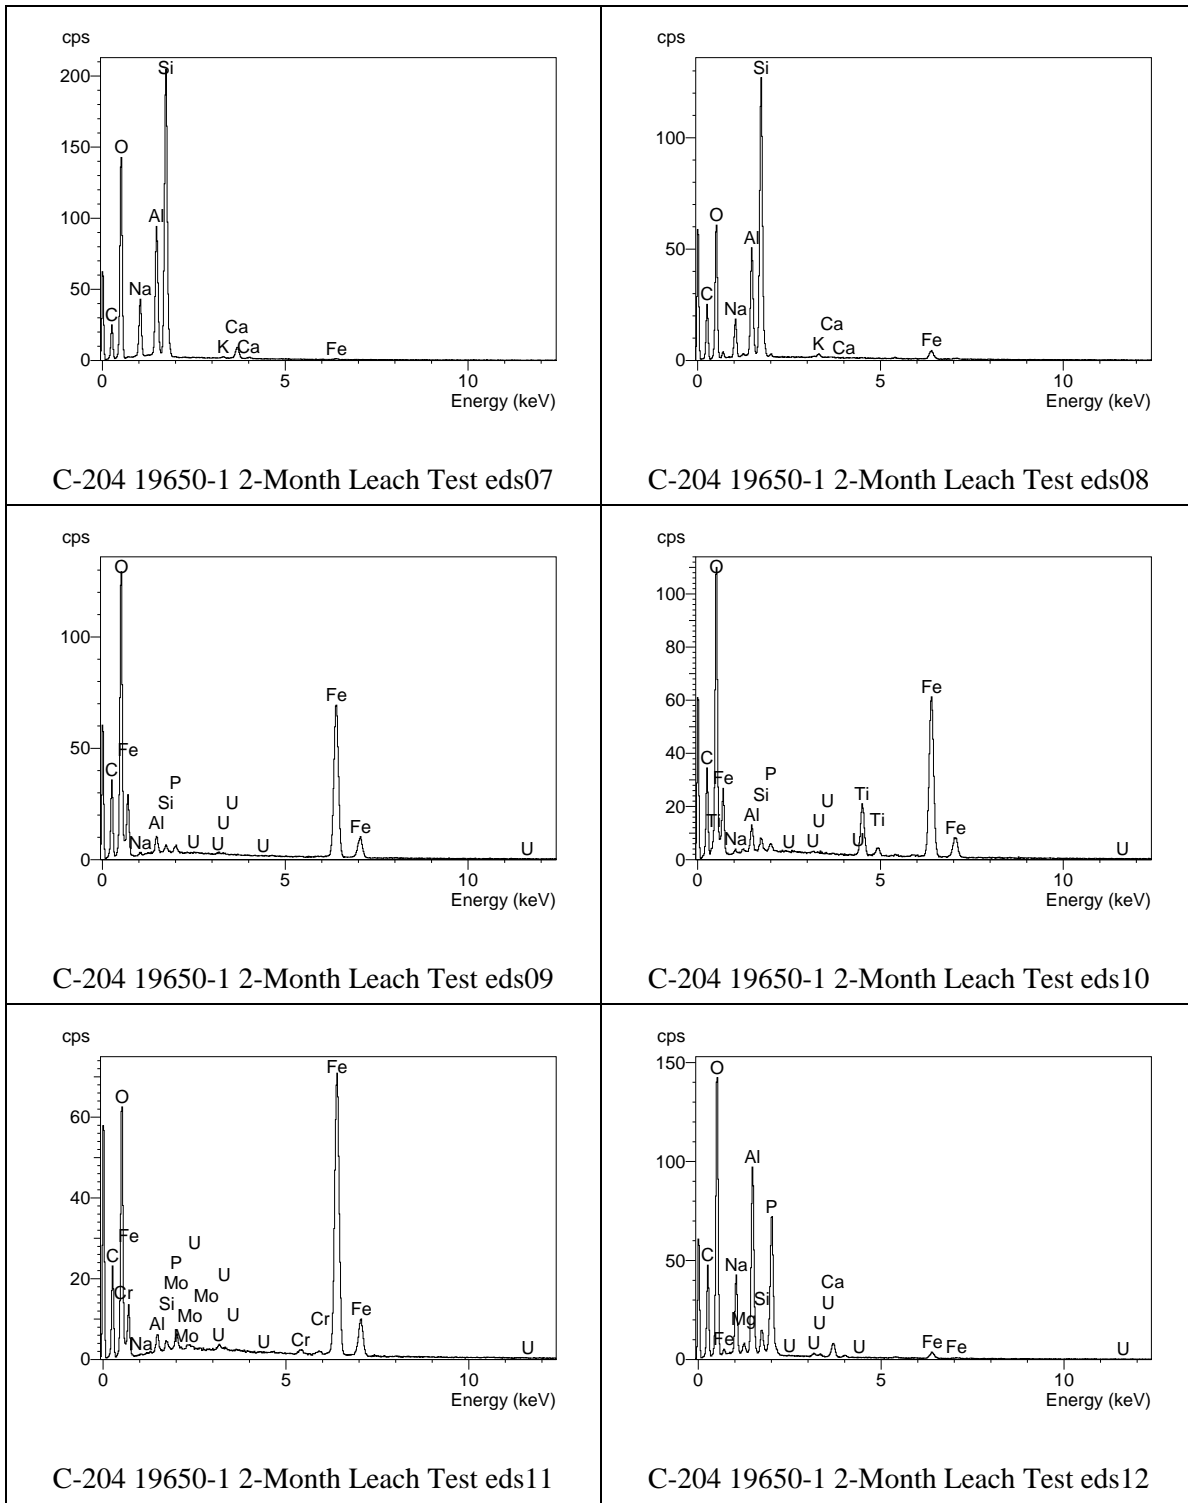 cps
200
150
100
50
0
Si
O
Al
Na
C
Ca
K Ca
Fe
0 5 10
Energy (keV)
C-204 19650-1 2-Month Leach Test eds07
cps
100
50
0
Si
O
Al
C
Na
Ca
K Ca
Fe
0 5 10
Energy (keV)
C-204 19650-1 2-Month Leach Test eds08
cps
100
50
0
O
Fe
Fe
C
P
Si
U
Al
U
Na
U U U
Fe
U
0 5 10
Energy (keV)
C-204 19650-1 2-Month Leach Test eds09
cps
100
80
60
40
20
0
O
Fe
C
Fe
P
Si
U
Ti
Ti
Al
U
Ti
Na
U U U
Fe
U
0 5 10
Energy (keV)
C-204 19650-1 2-Month Leach Test eds10
cps
60
40
20
0
Fe
O
Fe
U
C
P
U
Mo
Cr
Mo
Si
Mo
U
Cr
Al
Fe
Na
Mo
U U
Cr
U
0 5 10
Energy (keV)
C-204 19650-1 2-Month Leach Test eds11
cps
150
100
50
0
O
Al
P
C
Na
Ca
Si
U
Mg
U
Fe
U U U
Fe Fe
U
0 5 10
Energy (keV)
C-204 19650-1 2-Month Leach Test eds12